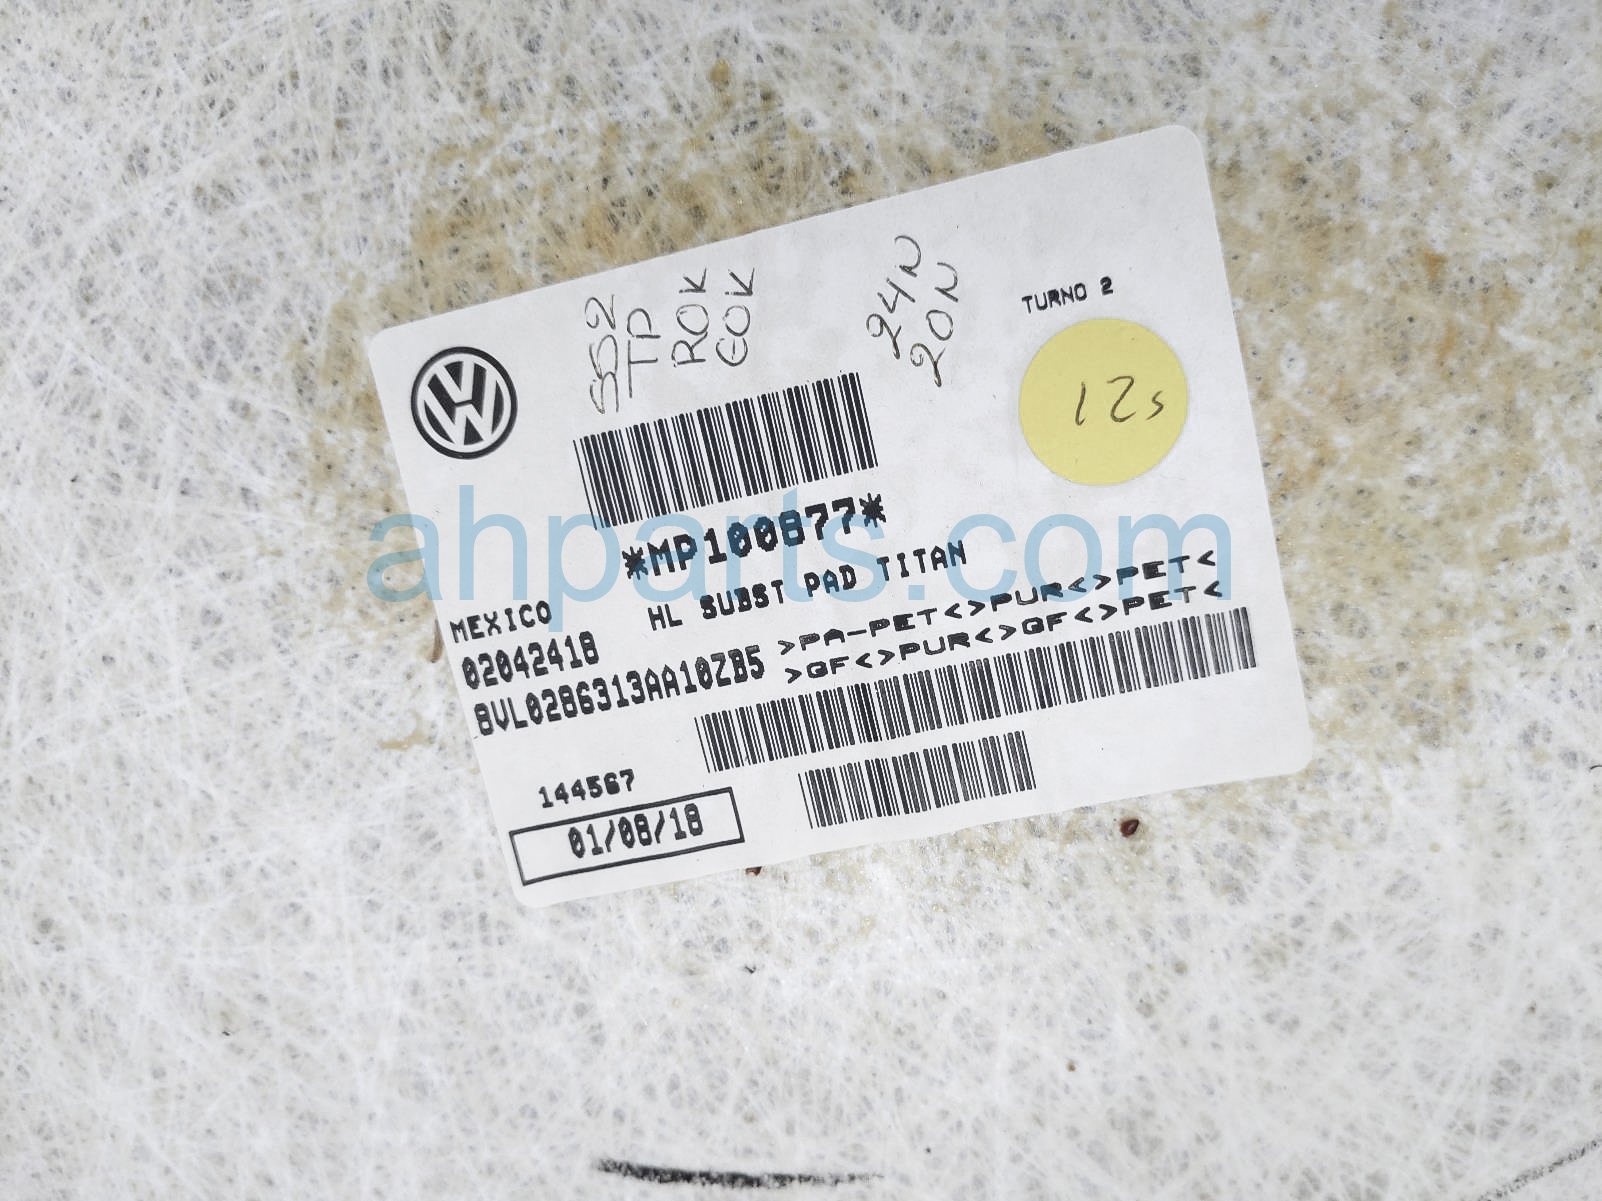 552
TP
ROK
GOK
24N
20N
TURNO 2
12s
*MP100877*
HL SUBST PAD TITAN
MEXICO
02042418
8VL0286313AA10ZB5
>PA-PET<>PUR<>PET<
>GF<>PUR<>GF<>PET<
144567
01/08/18
ahparts.com